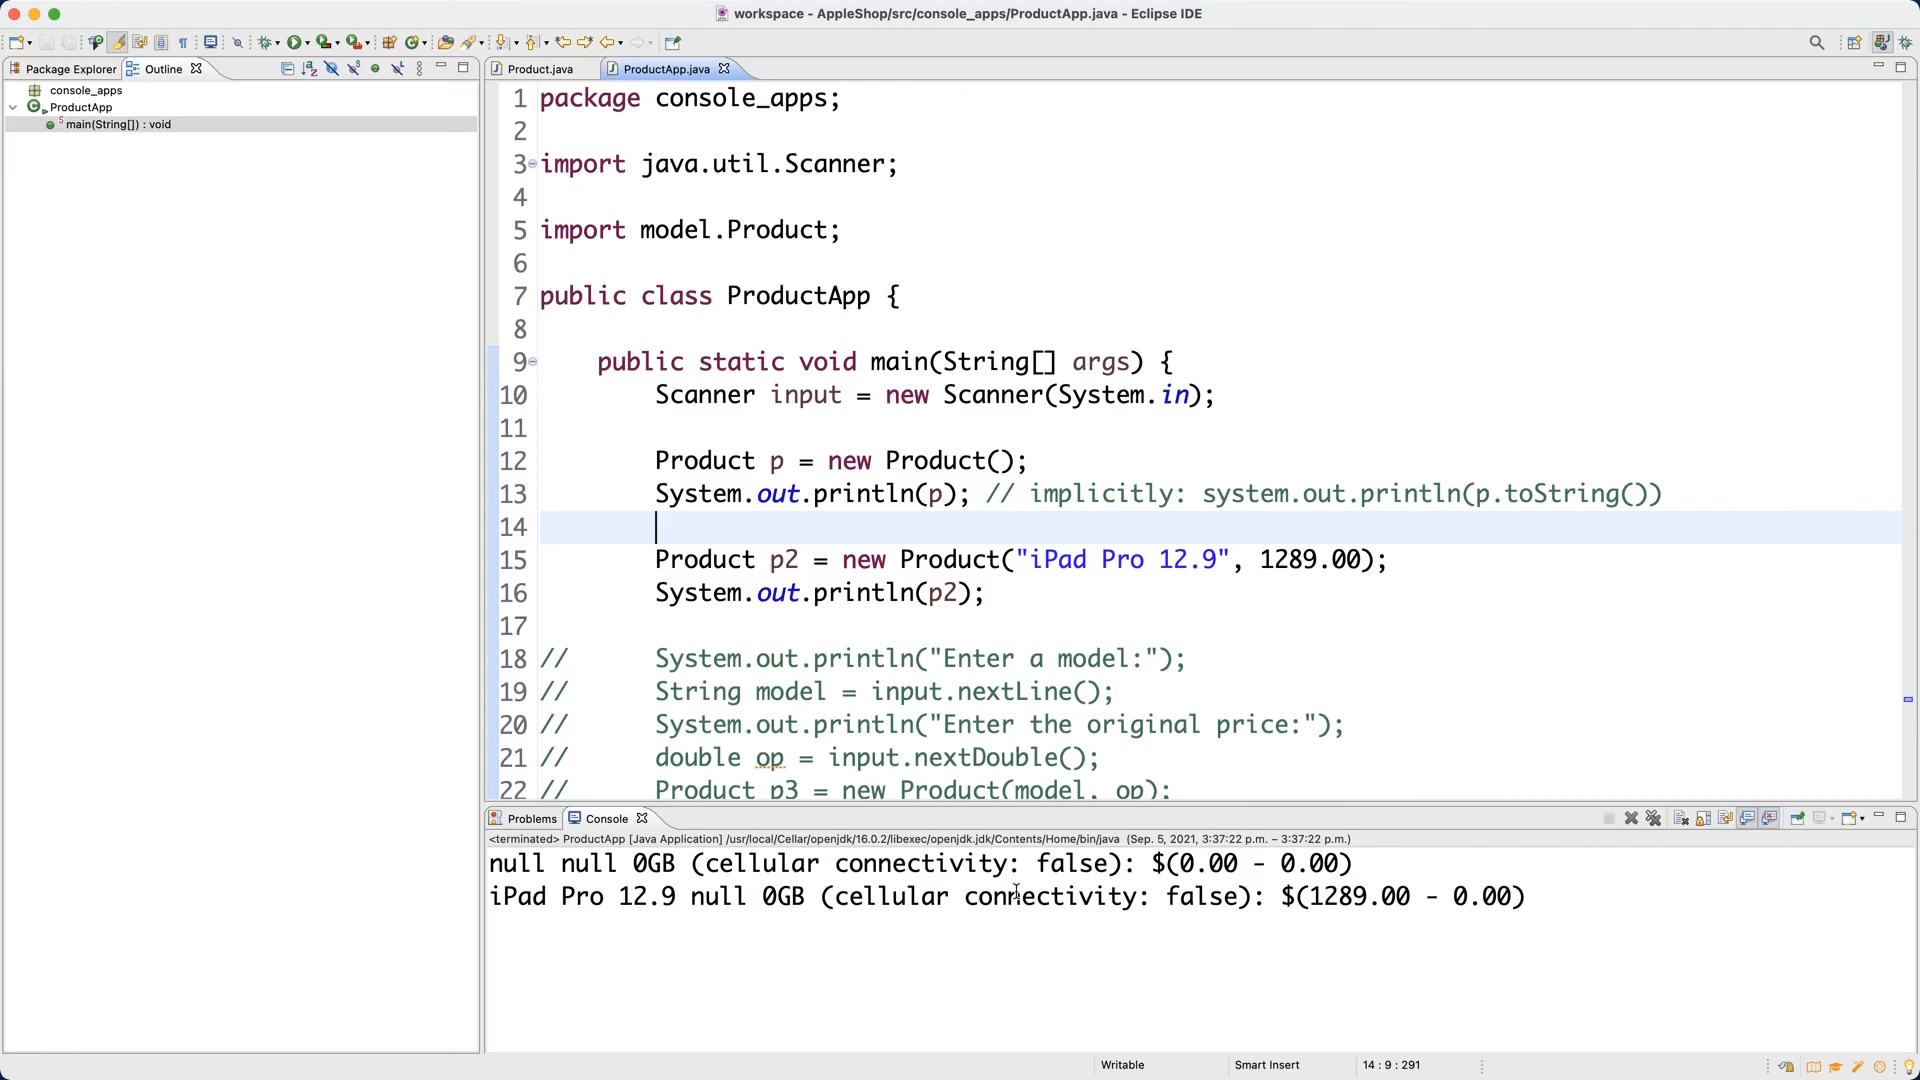 workspace - AppleShop/src/console_apps/ProductApp.java - Eclipse IDE
Package Explorer
Outline
Product.java
ProductApp.java
console_apps
ProductApp
main(String[]) : void
1 package console_apps;
2
3 import java.util.Scanner;
4
5 import model.Product;
6
7 public class ProductApp {
8
9 public static void main(String[] args) {
10 Scanner input = new Scanner(System.in);
11
12 Product p = new Product();
13 System.out.println(p); // implicitly: system.out.println(p.toString())
14
15 Product p2 = new Product("iPad Pro 12.9", 1289.00);
16 System.out.println(p2);
17
18 // System.out.println("Enter a model:");
19 // String model = input.nextLine();
20 // System.out.println("Enter the original price:");
21 // double op = input.nextDouble();
22 // Product p3 = new Product(model, op);
Problems
Console
<terminated> ProductApp [Java Application] /usr/local/Cellar/openjdk/16.0.2/libexec/openjdk.jdk/Contents/Home/bin/java (Sep. 5, 2021, 3:37:22 p.m. – 3:37:22 p.m.)
null null 0GB (cellular connectivity: false): $(0.00 - 0.00)
iPad Pro 12.9 null 0GB (cellular connectivity: false): $(1289.00 - 0.00)
Writable
Smart Insert
14 : 9 : 291